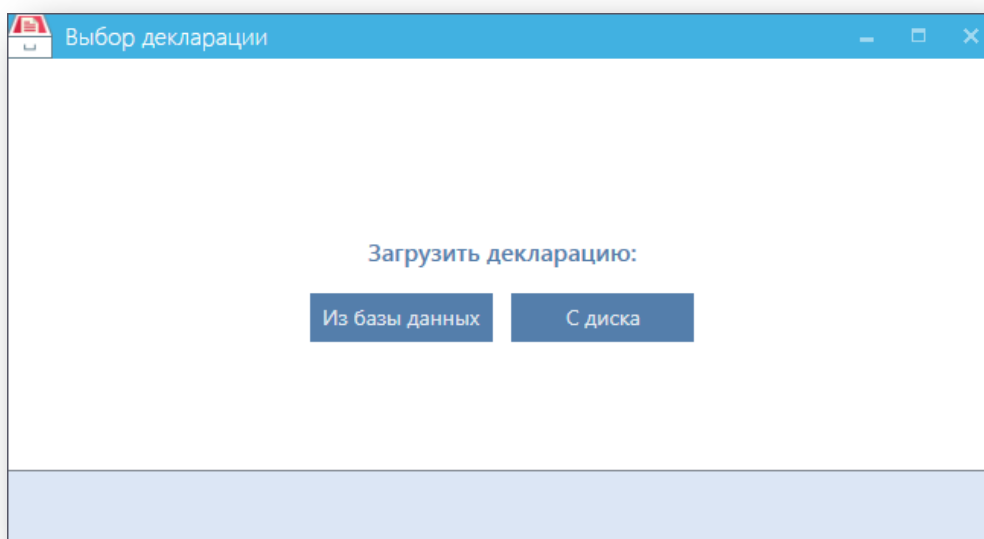 Выбор декларации
Загрузить декларацию:
Из базы данных
С диска